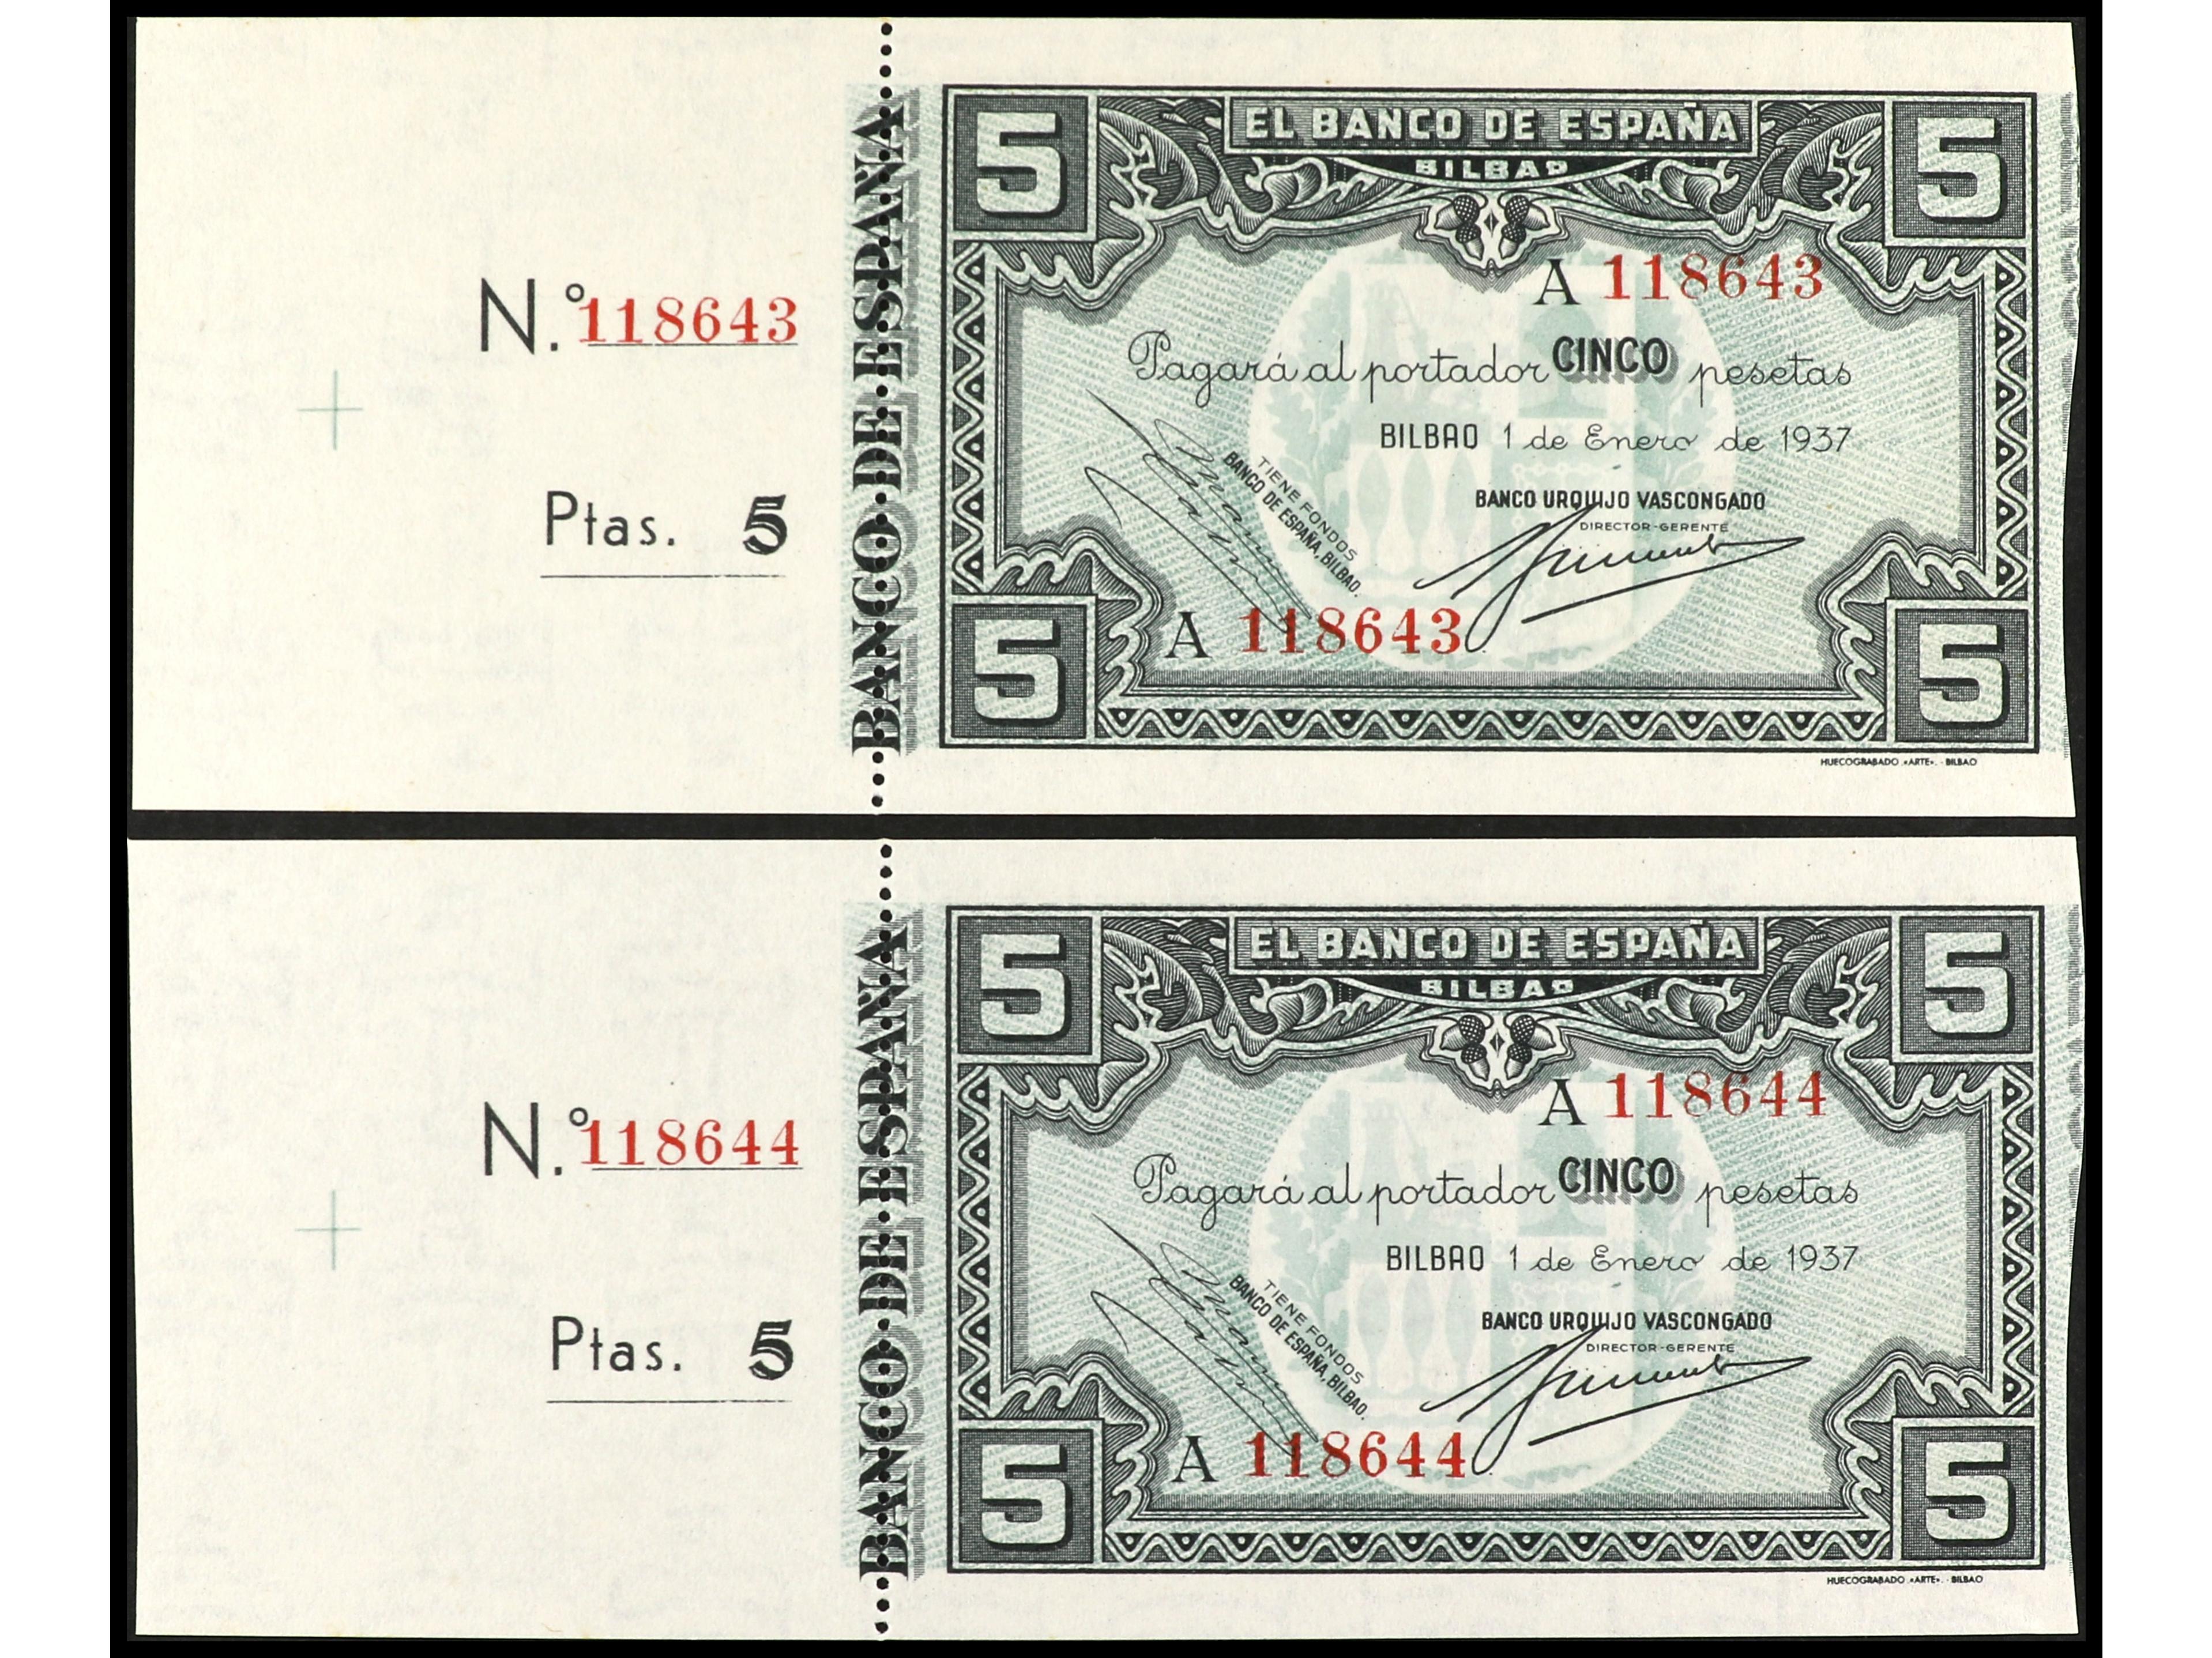 N.º 118643
Ptas. 5
BANCO DE ESPAÑA
5 5
EL BANCO DE ESPAÑA
BILBAO
A 118643
Pagará al portador CINCO pesetas
BILBAO 1 de Enero de 1937
TIENE FONDOS
BANCO DE ESPAÑA, BILBAO.
BANCO URQUIJO VASCONGADO
DIRECTOR-GERENTE
A 118643
5 5
HUECOGRABADO «ARTE». - BILBAO
N.º 118644
Ptas. 5
BANCO DE ESPAÑA
5 5
EL BANCO DE ESPAÑA
BILBAO
A 118644
Pagará al portador CINCO pesetas
BILBAO 1 de Enero de 1937
TIENE FONDOS
BANCO DE ESPAÑA, BILBAO.
BANCO URQUIJO VASCONGADO
DIRECTOR-GERENTE
A 118644
5 5
HUECOGRABADO «ARTE». - BILBAO